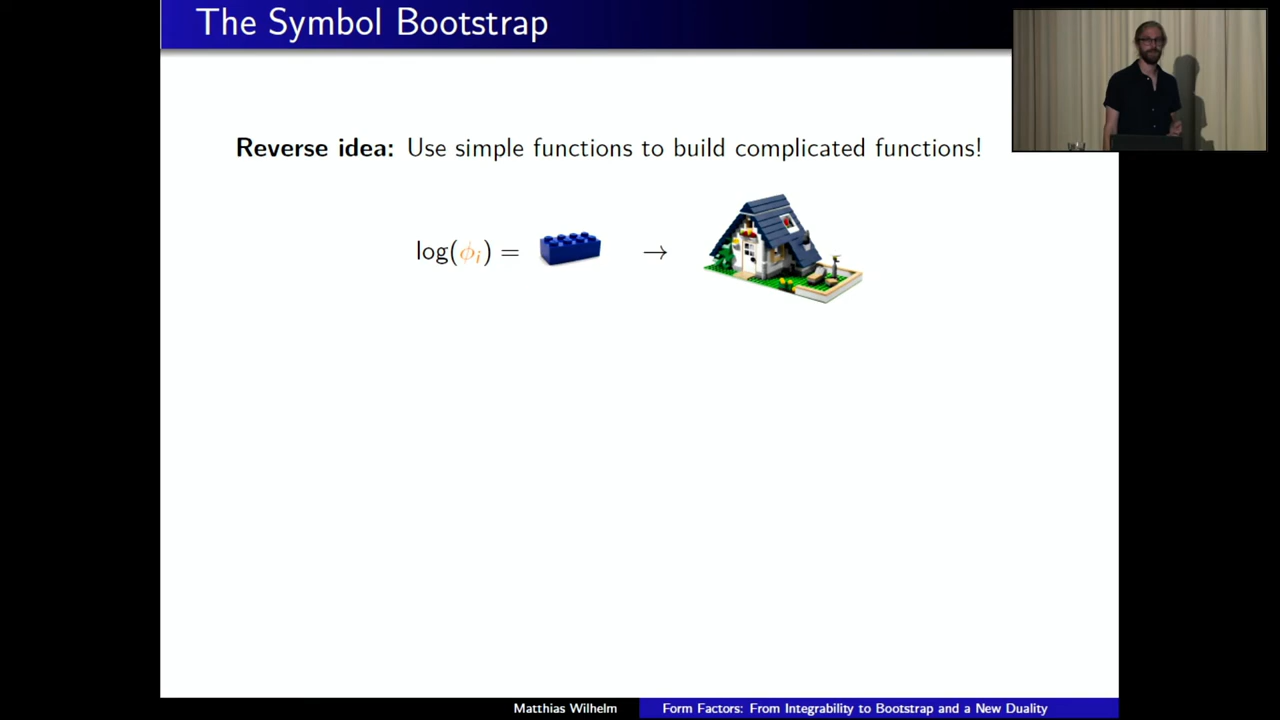 The Symbol Bootstrap
Reverse idea: Use simple functions to build complicated functions!
log(ϕᵢ) = →
Matthias Wilhelm Form Factors: From Integrability to Bootstrap and a New Duality